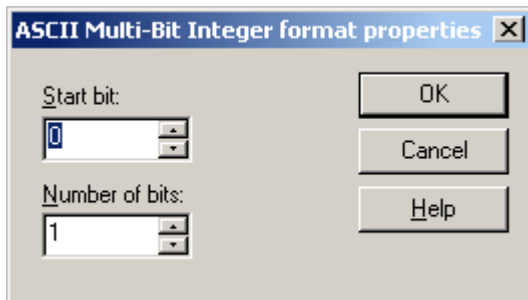 ASCII Multi-Bit Integer format properties
Start bit:
0
OK
Cancel
Number of bits:
1
Help